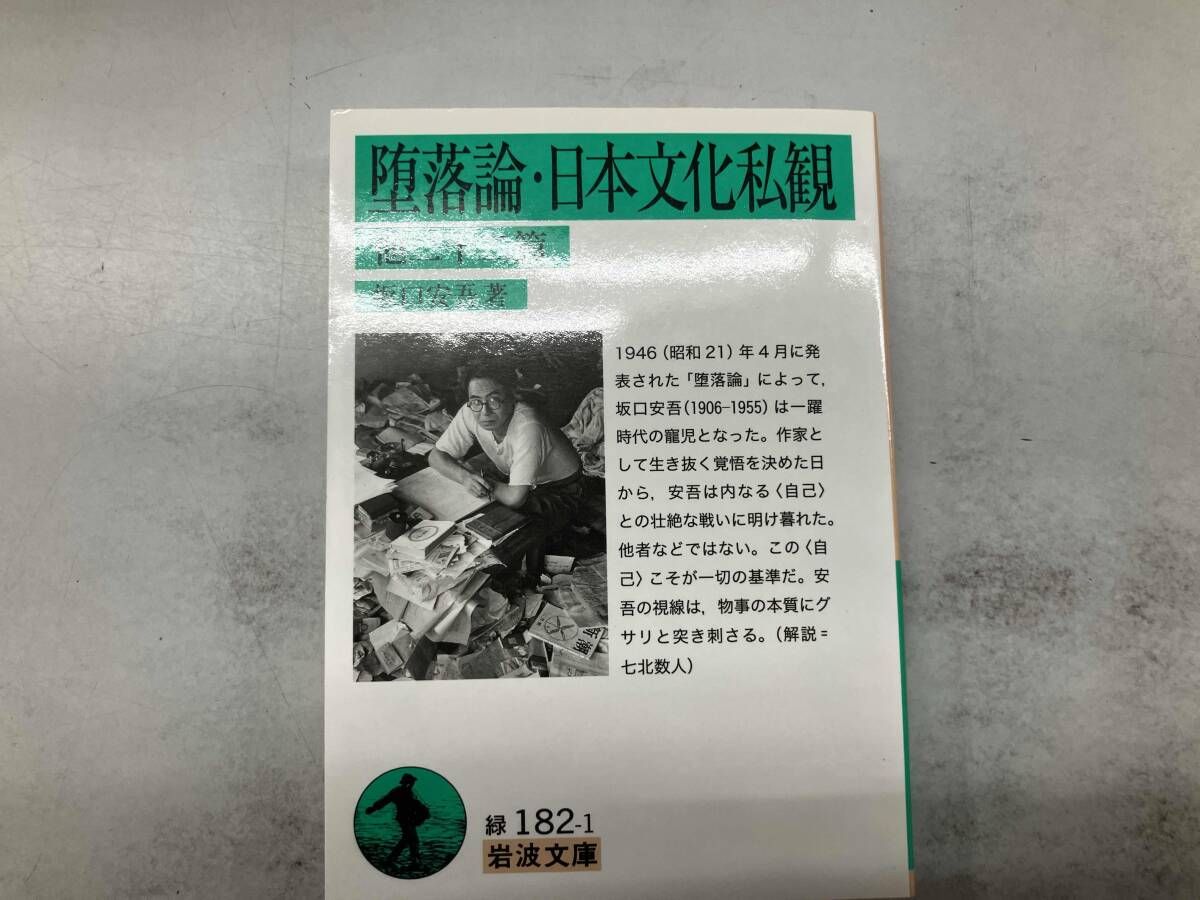 堕落論・日本文化私観
坂口安吾 著
1946（昭和21）年4月に発
表された「堕落論」によって，
坂口安吾（1906–1955）は一躍
時代の寵児となった。作家と
して生き抜く覚悟を決めた日
から，安吾は内なる〈自己〉
との壮絶な戦いに明け暮れた。
他者などではない。この〈自
己〉こそが一切の基準だ。安
吾の視線は，物事の本質にグ
サリと突き刺さる。（解説＝
七北数人）
緑 182-1
岩波文庫